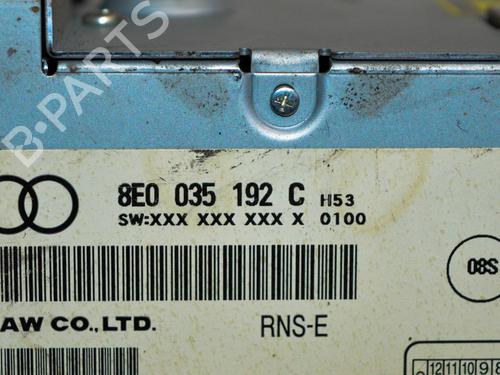 B-PARTS
8E0 035 192 C H53
SW:XXX XXX XXX X 0100
08S
AW CO.,LTD. RNS-E
12 11 10 9 8